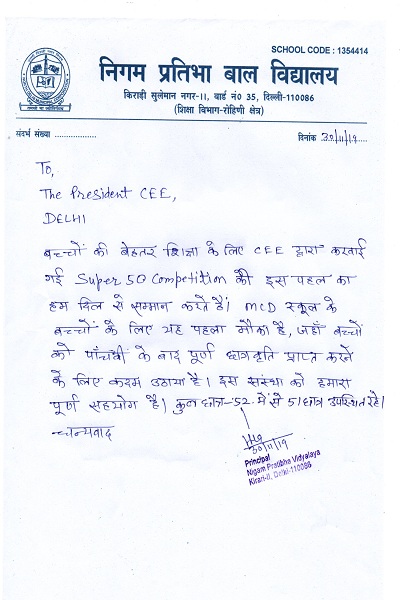 SCHOOL CODE : 1354414
निगम प्रतिभा बाल विद्यालय
किराड़ी सुलेमान नगर-II, वार्ड नं0 35, दिल्ली-110086
(शिक्षा विभाग-रोहिणी क्षेत्र)
संदर्भ संख्या .................. दिनांक 30/11/19
To,
The President CEE,
DELHI
बच्चों की बेहतर शिक्षा के लिए CEE द्वारा करवाई
गई Super 50 Competition की इस पहल का
हम दिल से सम्मान करते हैं। MCD स्कूल के
बच्चों के लिए यह पहला मौका है, जहाँ बच्चों
को पाँचवी के बाद पूर्ण छात्रवृति प्राप्त करने
के लिए कदम उठाया है। इस संस्था को हमारा
पूर्ण सहयोग है। कुल छात्र-52 में से 51 छात्र उपस्थित रहे।
धन्यवाद
30/11/19
Principal
Nigam Pratibha Vidyalaya
Kirari-II, Delhi-110086